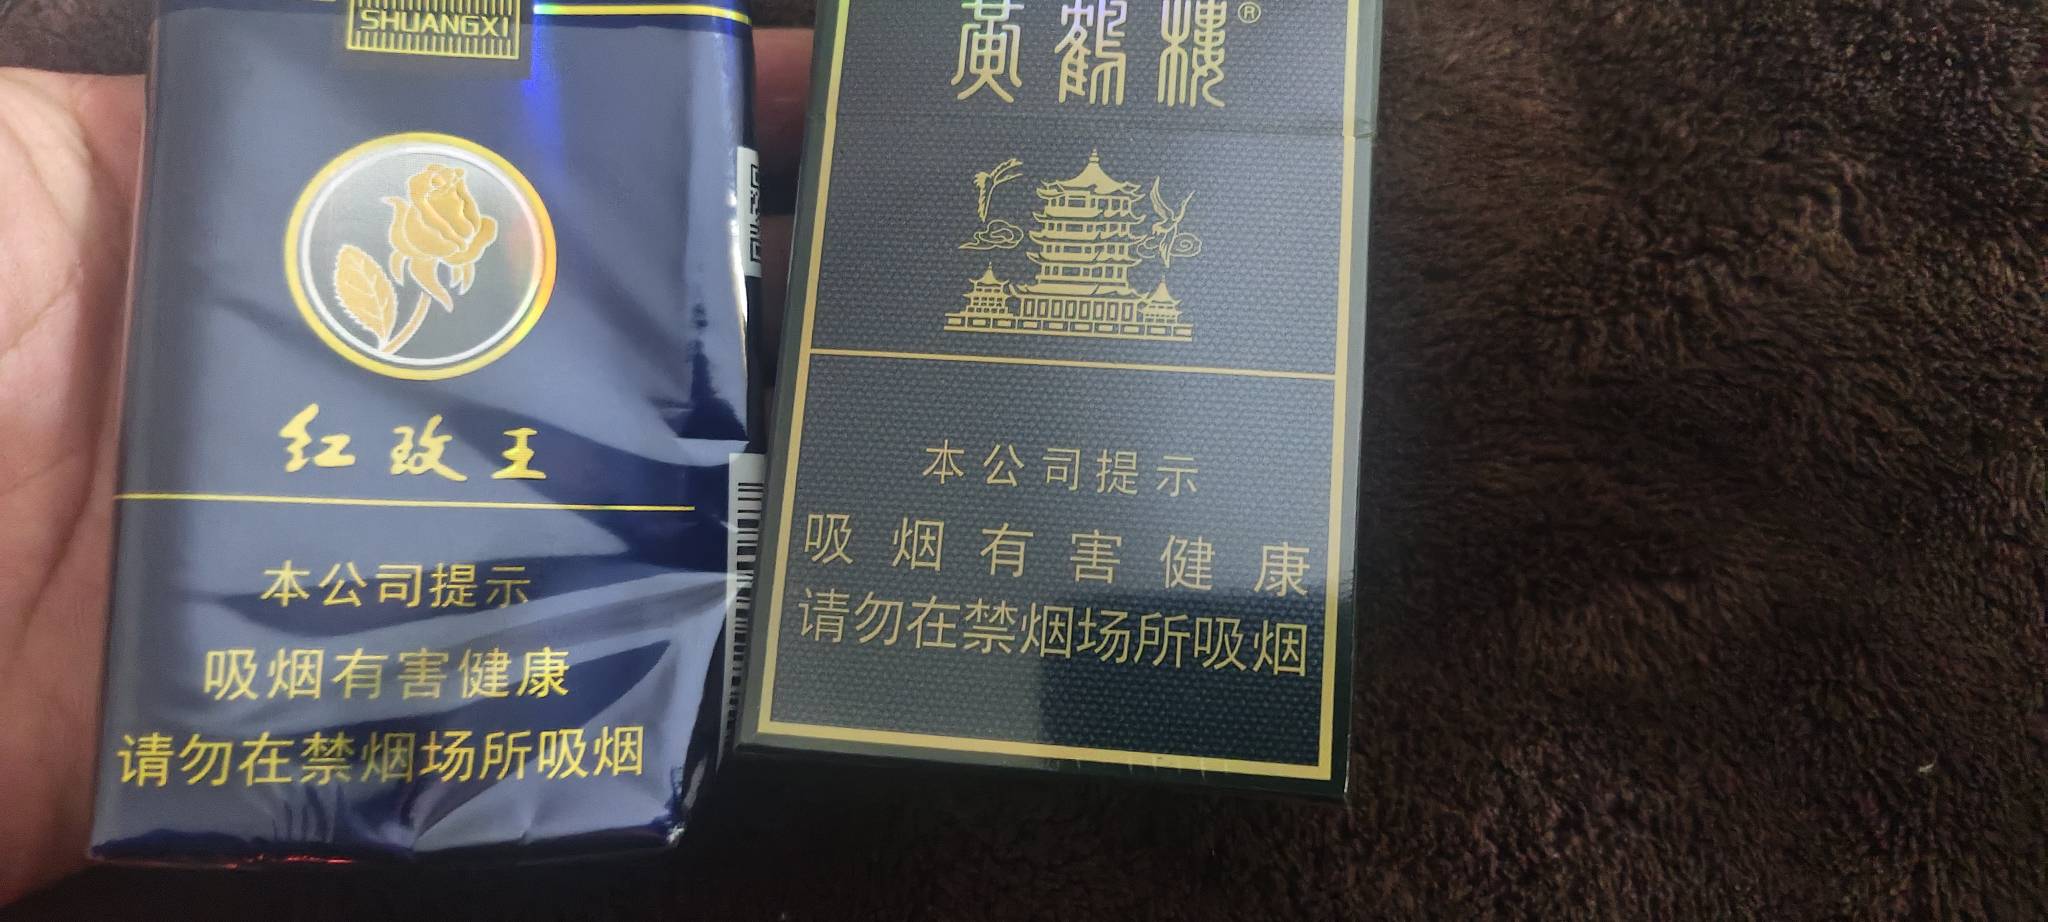 SHUANGXI
红玫王
本公司提示
吸烟有害健康
请勿在禁烟场所吸烟
黄鹤楼®
本公司提示
吸烟有害健康
请勿在禁烟场所吸烟